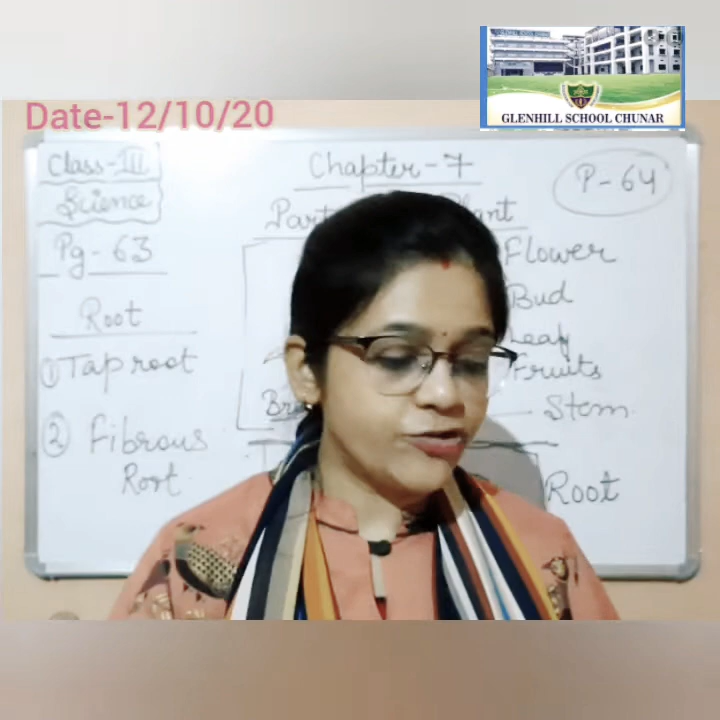 Date-12/10/20
GLENHILL SCHOOL CHUNAR
Class-III
Science
Pg-63
Root
① Tap root
② Fibrous
Root
Chapter-7
P-64
Flower
Bud
Leaf
Fruits
Stem
Root